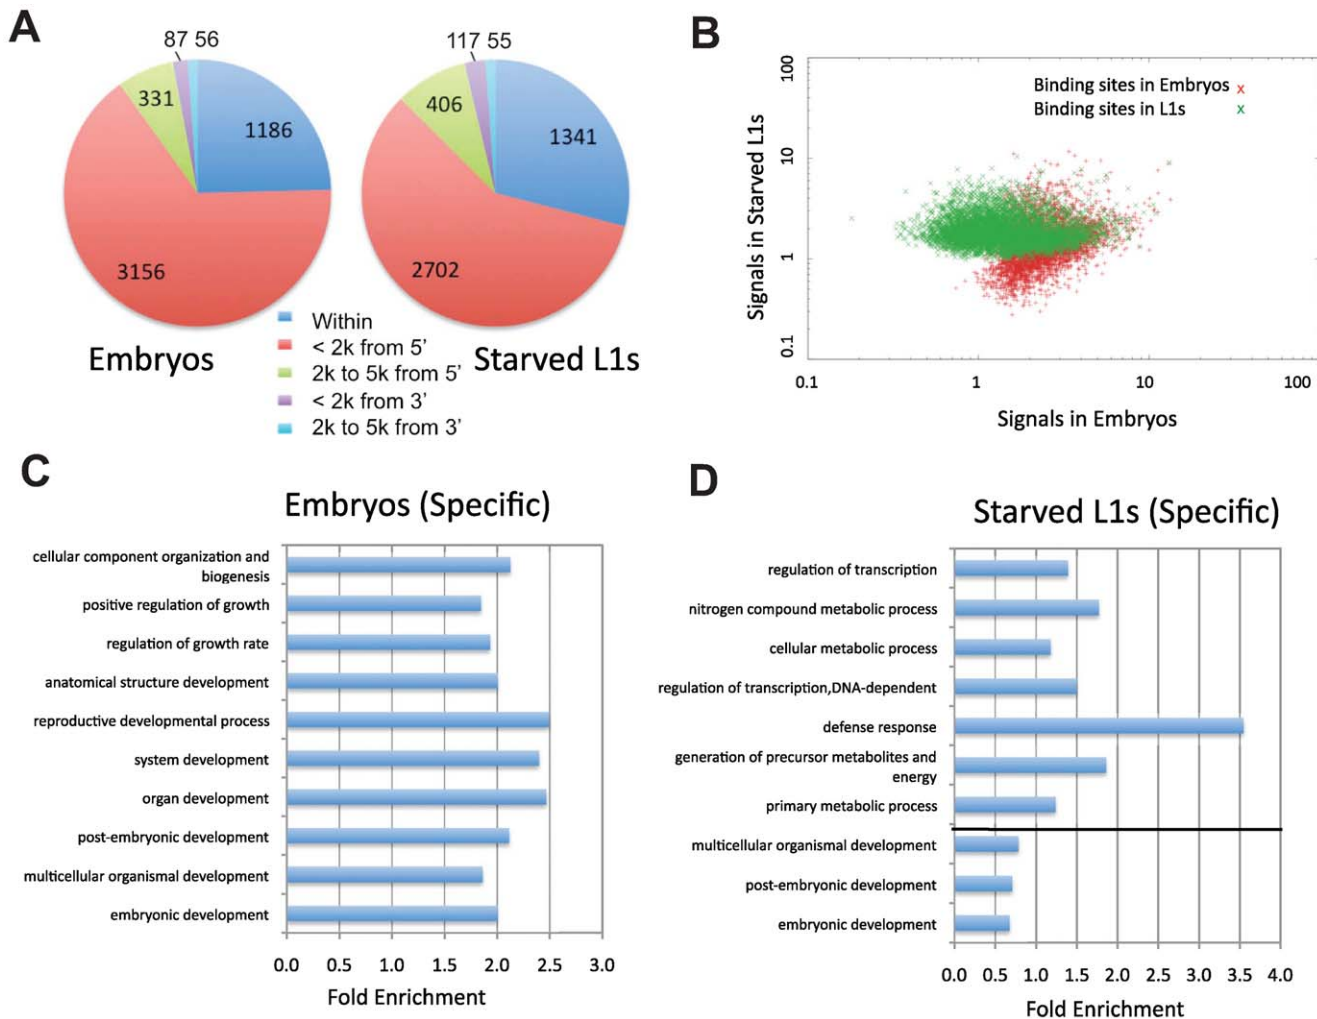 A
87 56
331
1186
3156
Embryos
117 55
406
1341
2702
Starved L1s
Within
< 2k from 5’
2k to 5k from 5’
< 2k from 3’
2k to 5k from 3’
B
Signals in Starved L1s
100
10
1
0.1
Binding sites in Embryos x
Binding sites in L1s x
0.1 1 10 100
Signals in Embryos
C
Embryos (Specific)
cellular component organization and
biogenesis
positive regulation of growth
regulation of growth rate
anatomical structure development
reproductive developmental process
system development
organ development
post-embryonic development
multicellular organismal development
embryonic development
0.0 0.5 1.0 1.5 2.0 2.5 3.0
Fold Enrichment
D
Starved L1s (Specific)
regulation of transcription
nitrogen compound metabolic process
cellular metabolic process
regulation of transcription,DNA-dependent
defense response
generation of precursor metabolites and
energy
primary metabolic process
multicellular organismal development
post-embryonic development
embryonic development
0.0 0.5 1.0 1.5 2.0 2.5 3.0 3.5 4.0
Fold Enrichment